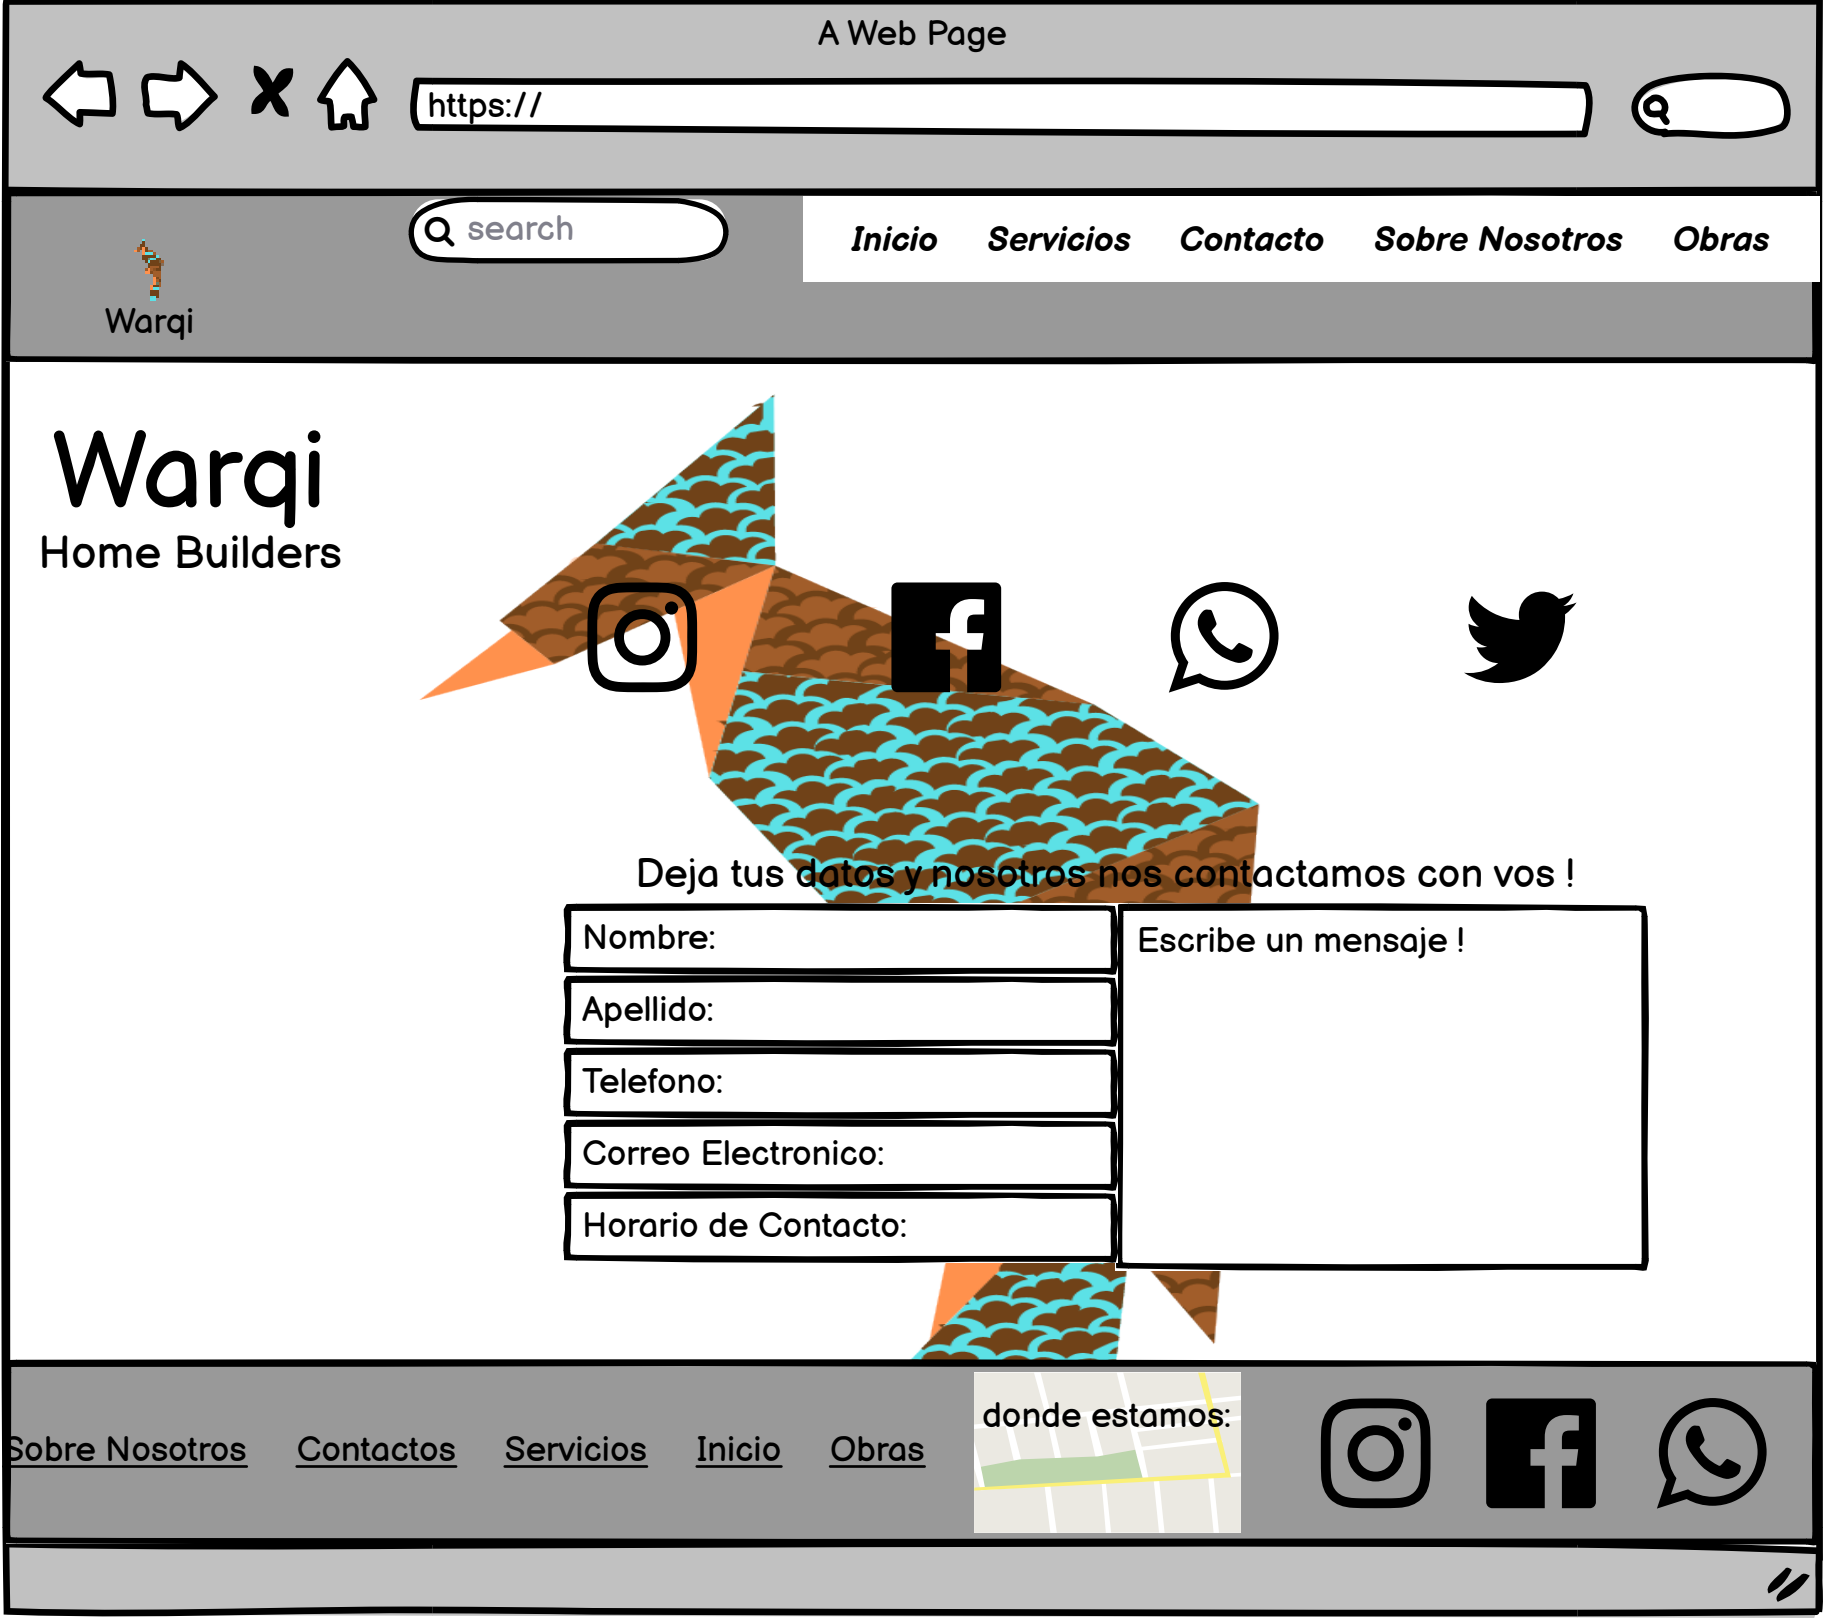 A Web Page
https://
search
Inicio Servicios Contacto Sobre Nosotros Obras
Warqi
Warqi
Home Builders
Deja tus datos y nosotros nos contactamos con vos !
Nombre:
Escribe un mensaje !
Apellido:
Telefono:
Correo Electronico:
Horario de Contacto:
donde estamos:
Sobre Nosotros Contactos Servicios Inicio Obras